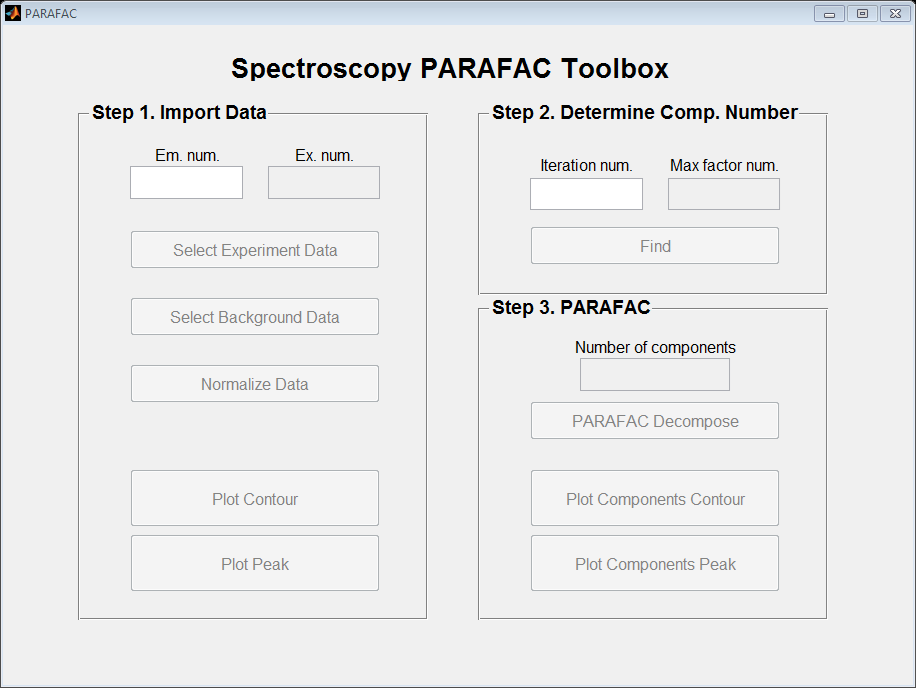 PARAFAC
Spectroscopy PARAFAC Toolbox
Step 1. Import Data
Em. num.
Ex. num.
Select Experiment Data
Select Background Data
Normalize Data
Plot Contour
Plot Peak
Step 2. Determine Comp. Number
Iteration num.
Max factor num.
Find
Step 3. PARAFAC
Number of components
PARAFAC Decompose
Plot Components Contour
Plot Components Peak